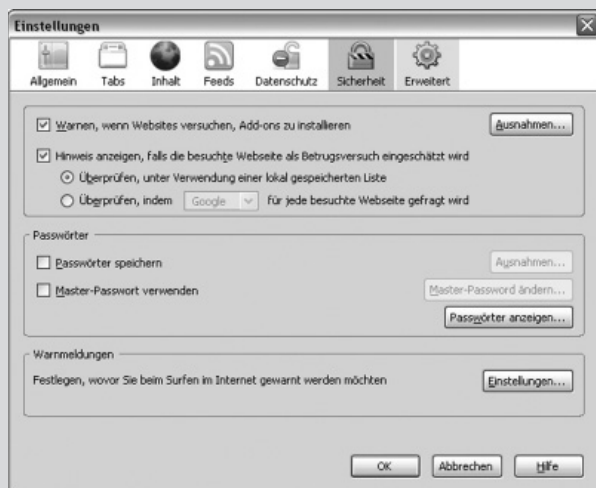 Einstellungen
Allgemein Tabs Inhalt Feeds Datenschutz Sicherheit Erweitert
Warnen, wenn Websites versuchen, Add-ons zu installieren Ausnahmen...
Hinweis anzeigen, falls die besuchte Webseite als Betrugsversuch eingeschätzt wird
Überprüfen, unter Verwendung einer lokal gespeicherten Liste
Überprüfen, indem Google für jede besuchte Webseite gefragt wird
Passwörter
Passwörter speichern Ausnahmen...
Master-Passwort verwenden Master-Password ändern...
Passwörter anzeigen...
Warnmeldungen
Festlegen, wovor Sie beim Surfen im Internet gewarnt werden möchten Einstellungen...
OK Abbrechen Hilfe